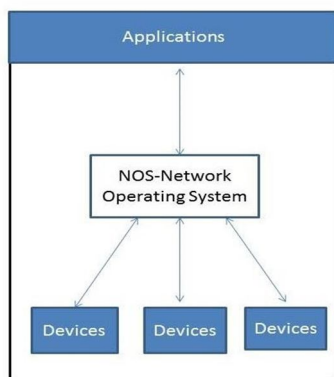 Applications
NOS-Network
Operating System
Devices
Devices
Devices